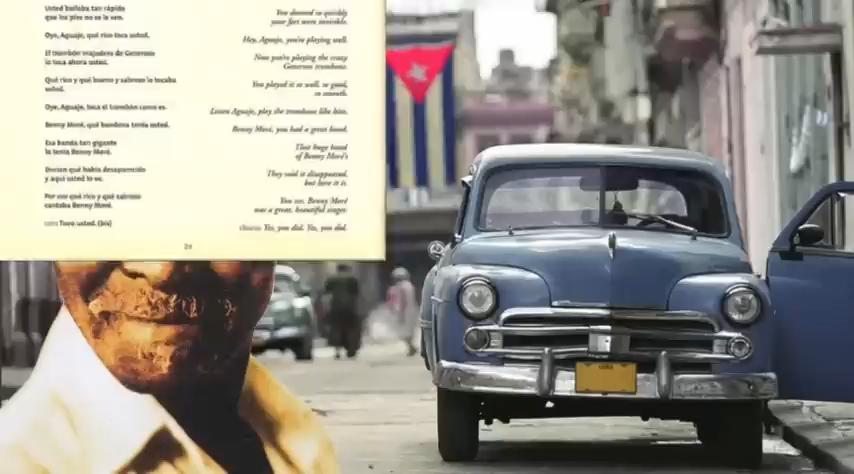 Usted bailaba tan rápido
que los pies no se le ven.
Oye, Aguaje, qué rico toca usted.
El trombón majadero de Generoso
lo toca ahora usted.
Qué rico y qué bueno y sabroso lo tocaba
usted.
Oye, Aguaje, toca el trombón como es.
Benny Moré, qué bandona tenía usted.
Esa banda tan gigante
la tenía Benny Moré.
Decían que había desaparecido
y aquí usted lo ve.
Por eso qué rico y qué sabroso
cantaba Benny Moré.
coro Tuvo usted. (bis)
You danced so quickly
your feet were invisible.
Hey, Aguaje, you're playing well.
Now you're playing the crazy
Generoso trombone.
You played it so well, so good,
so smooth.
Listen Aguaje, play the trombone like him.
Benny Moré, you had a great band.
That huge band
of Benny Moré's
They said it disappeared,
but here it is.
You see, Benny Moré
was a great, beautiful singer.
chorus Yes, you did. Yes, you did.